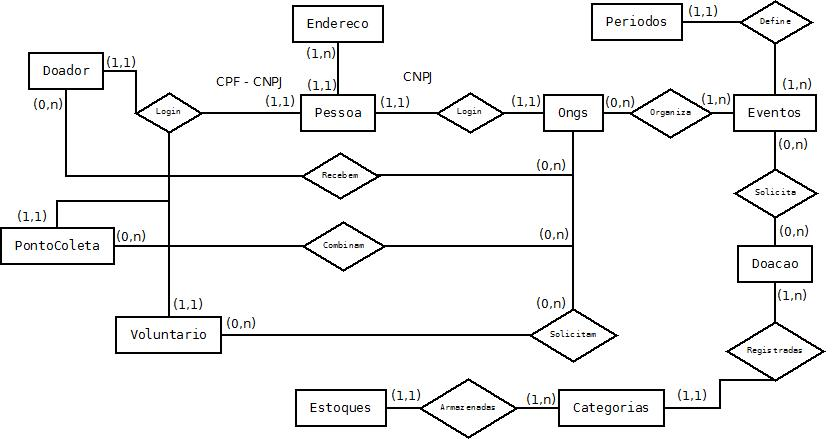 Endereco
Periodos
(1,1)
Define
Doador
(1,1)
(1,n)
(0,n)
CPF - CNPJ
(1,1)
CNPJ
(1,n)
Login
(1,1)
Pessoa
(1,1)
Login
(1,1)
Ongs
(0,n)
Organiza
(1,n)
Eventos
(0,n)
(0,n)
Recebem
Solicita
(1,1)
(0,n)
PontoColeta
(0,n)
Combinam
(0,n)
Doacao
(1,n)
(1,1)
(0,n)
Voluntario
(0,n)
Solicitam
Registradas
Estoques
(1,1)
Armazenadas
(1,n)
Categorias
(1,1)